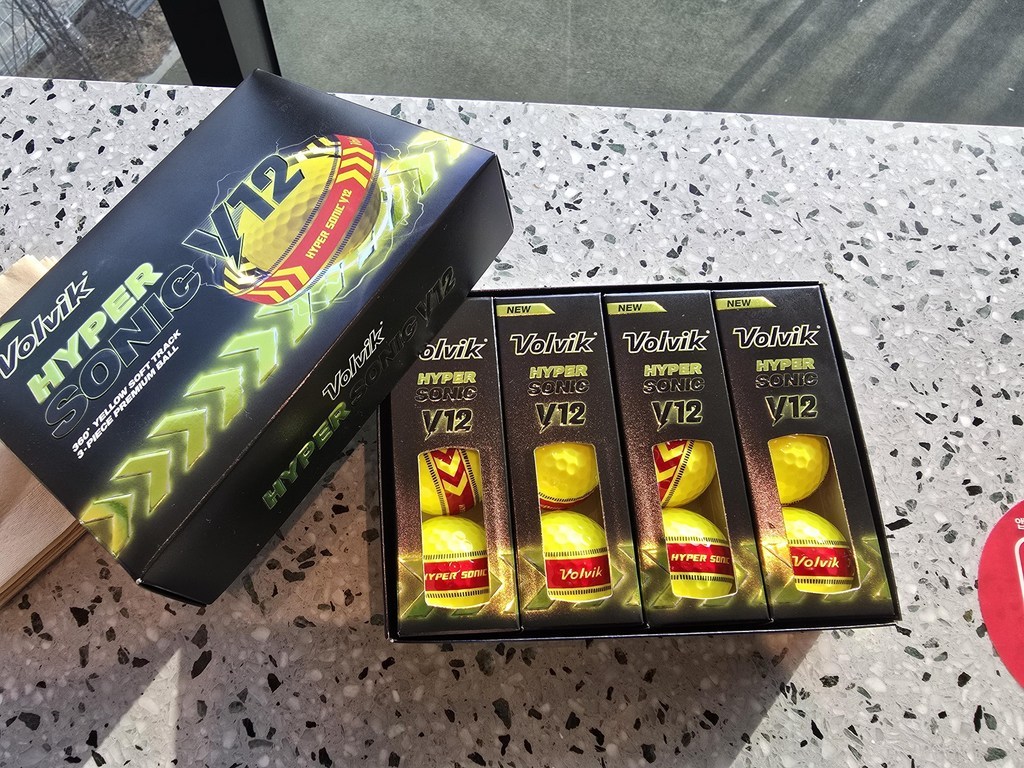 Volvik
HYPER
SONIC
V12
360° YELLOW SOFT TRACK
3-PIECE PREMIUM BALL
HYPER SONIC V12
Volvik
HYPER SONIC V12
Volvik
HYPER
SONIC
V12
HYPER SONIC
NEW
Volvik
HYPER
SONIC
V12
Volvik
NEW
Volvik
HYPER
SONIC
V12
HYPER SONIC
NEW
Volvik
HYPER
SONIC
V12
Volvik